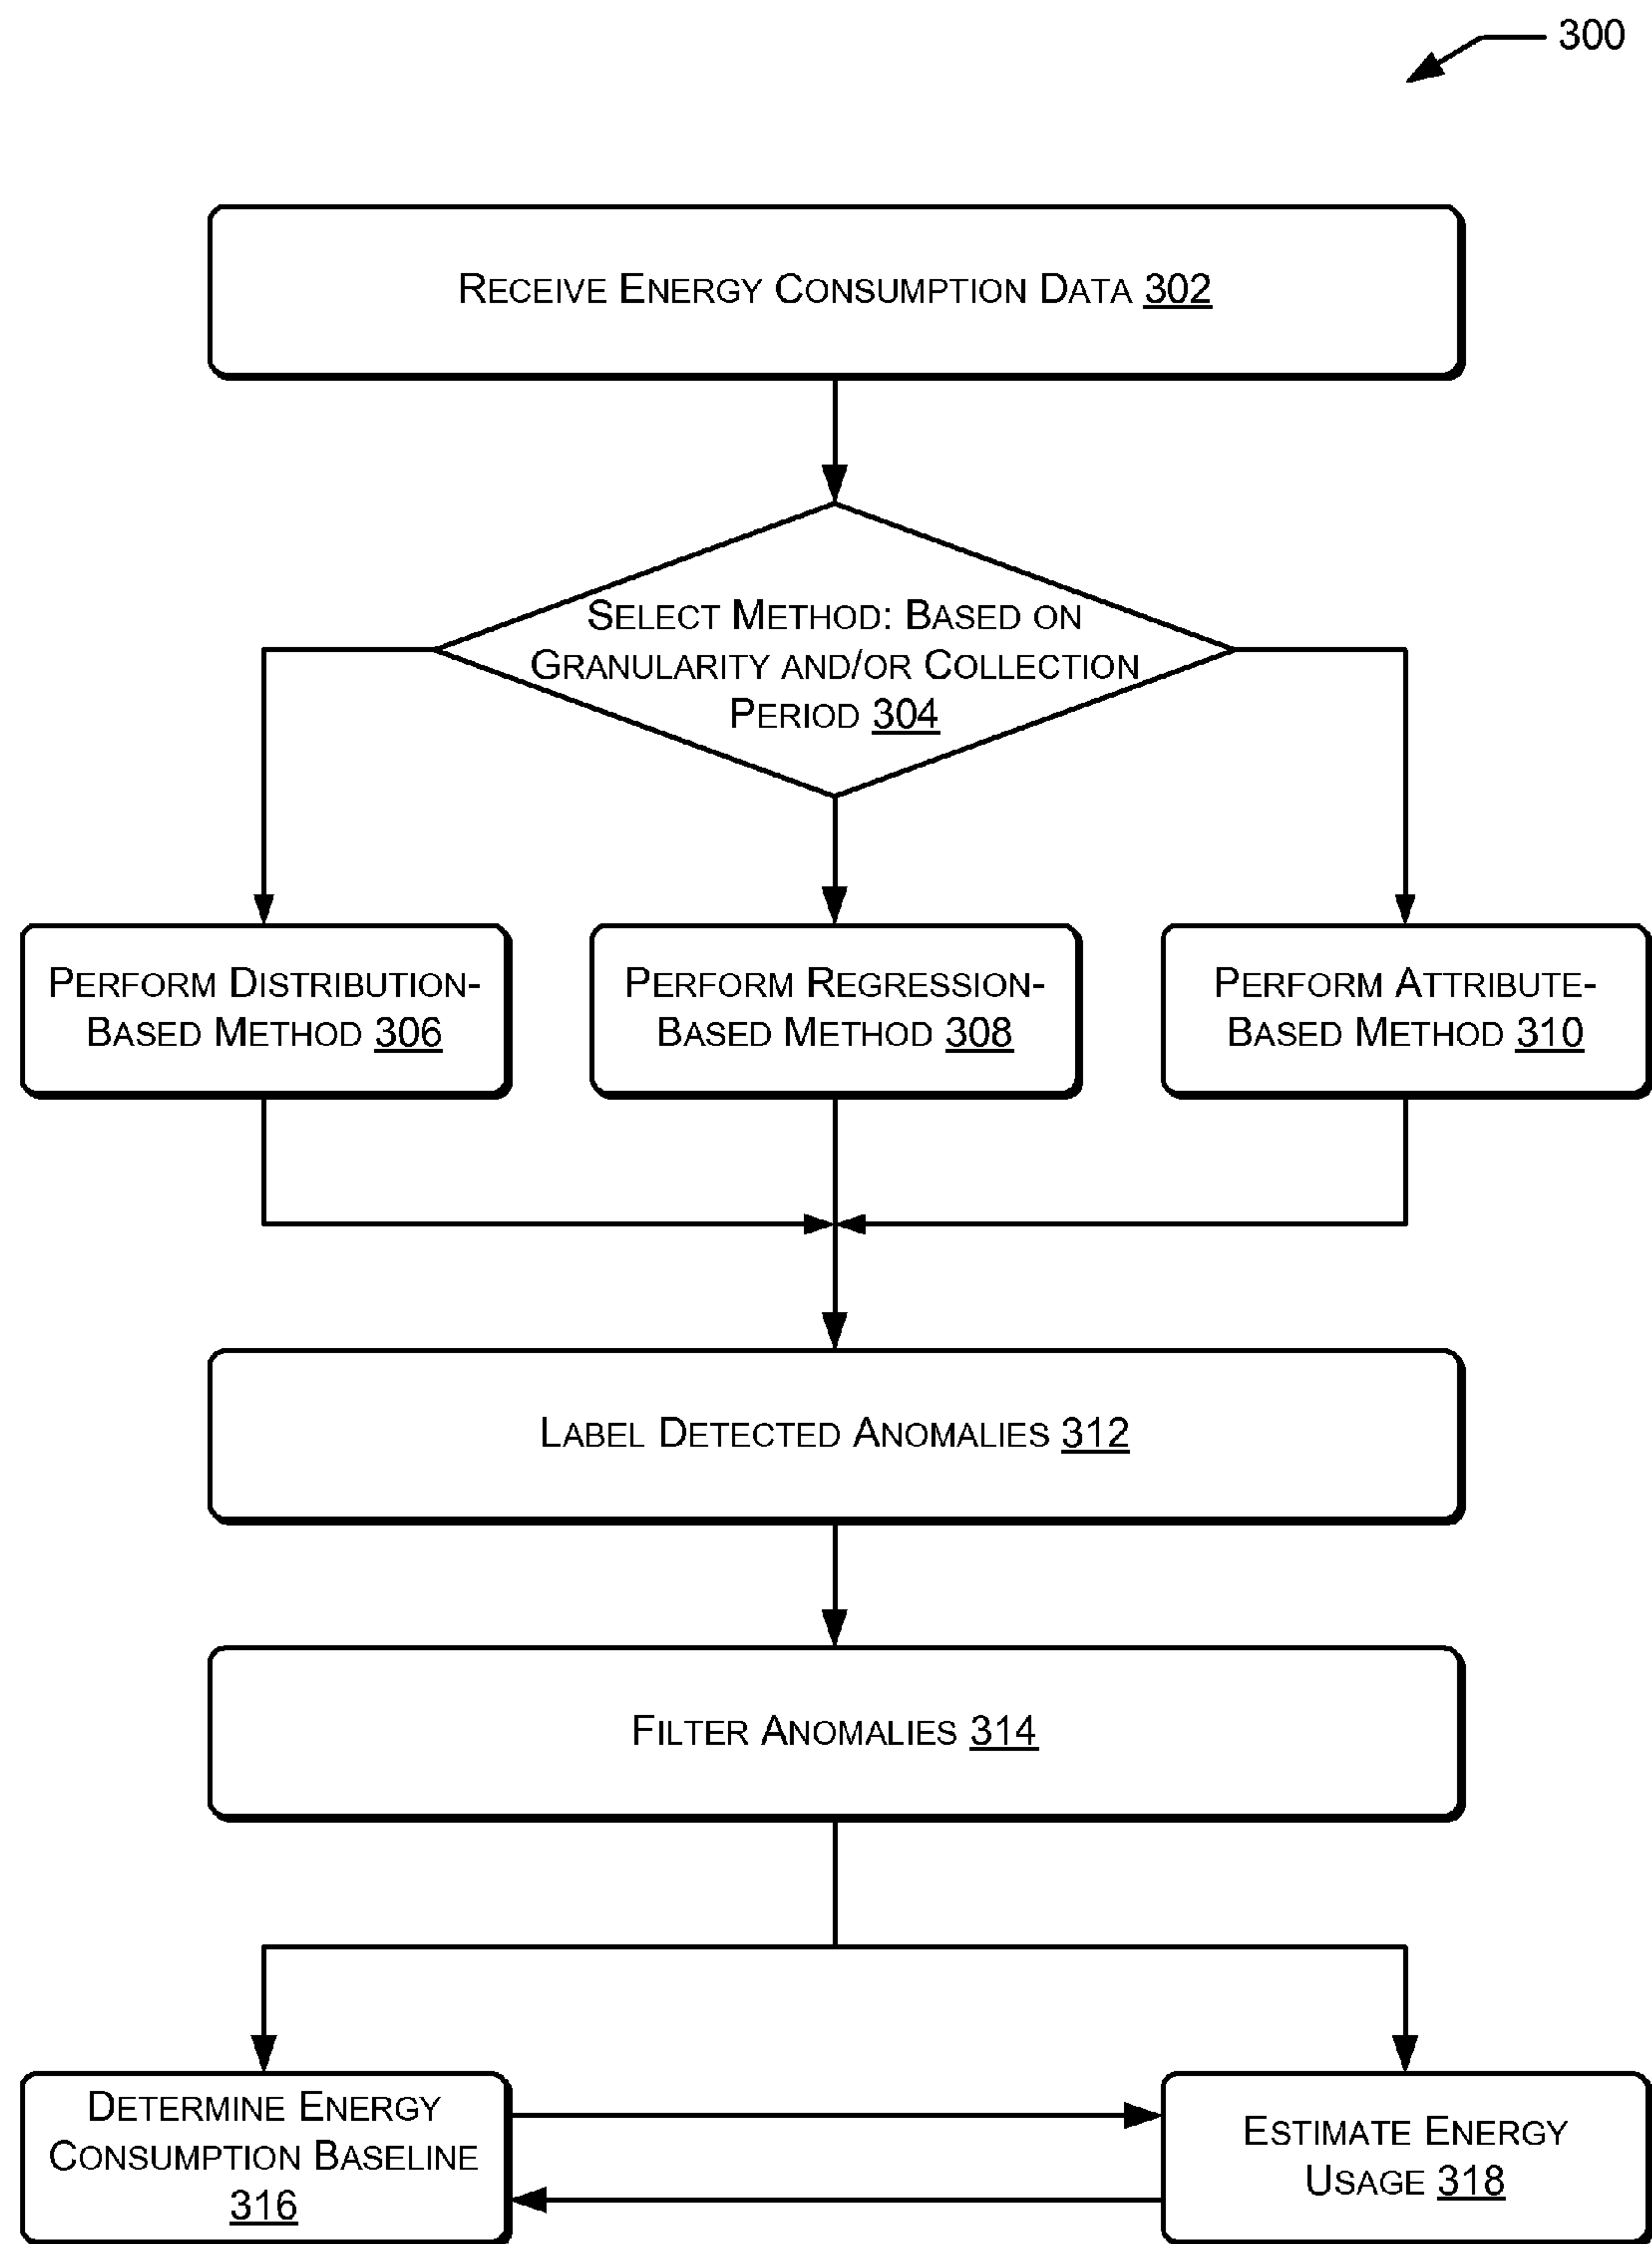 300
RECEIVE ENERGY CONSUMPTION DATA 302
SELECT METHOD: BASED ON
GRANULARITY AND/OR COLLECTION
PERIOD 304
PERFORM DISTRIBUTION-
BASED METHOD 306
PERFORM REGRESSION-
BASED METHOD 308
PERFORM ATTRIBUTE-
BASED METHOD 310
LABEL DETECTED ANOMALIES 312
FILTER ANOMALIES 314
DETERMINE ENERGY
CONSUMPTION BASELINE
316
ESTIMATE ENERGY
USAGE 318